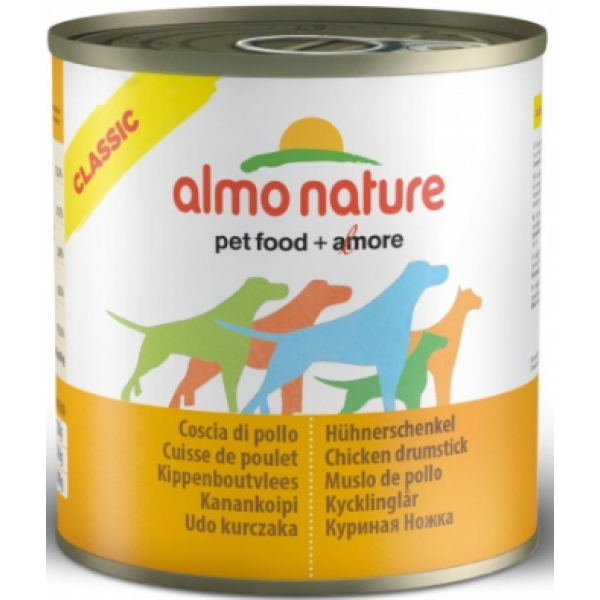 CLASSIC
almo nature
pet food + almore
Coscia di pollo
Cuisse de poulet
Kippenboutvlees
Kanankoipi
Udo kurczaka
Hühnerschenkel
Chicken drumstick
Muslo de pollo
Kycklinglår
Куриная Ножка